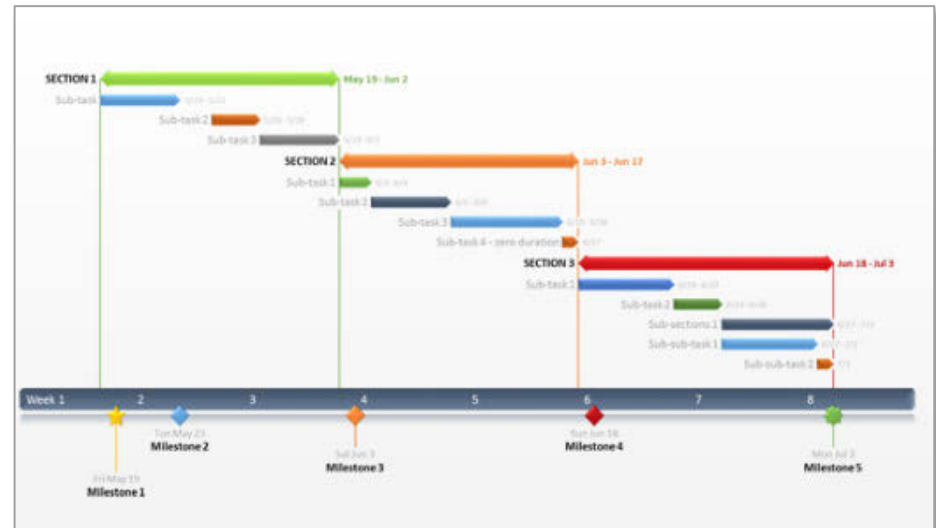 SECTION 1
May 19 - Jun 2
Sub-task
Sub-task 2
Sub-task 3
SECTION 2
Jun 3 - Jun 17
Sub-task 1
Sub-task 2
Sub-task 3
Sub-task 4 - zero duration
6/17
SECTION 3
Jun 18 - Jul 3
Sub-task 1
Sub-task 2
Sub-sections 1
Sub-sub-task 1
Sub-sub-task 2
Week 1 2 3 4 5 6 7 8
Tue May 23
Milestone 2
Sat Jun 3
Milestone 3
Sun Jun 18
Milestone 4
Mon Jul 3
Milestone 5
Fri May 19
Milestone 1